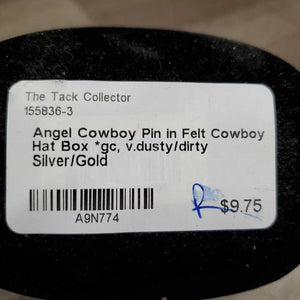 The Tack Collector
155836-3
Angel Cowboy Pin in Felt Cowboy
Hat Box *gc, v.dusty/dirty
Silver/Gold
A9N774
R $9.75